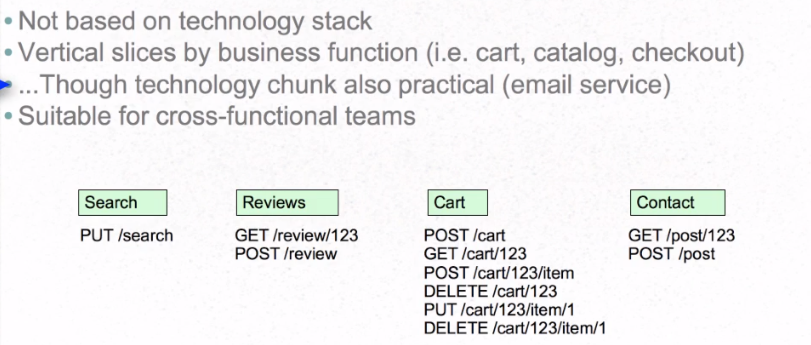 • Not based on technology stack
• Vertical slices by business function (i.e. cart, catalog, checkout)
• ...Though technology chunk also practical (email service)
• Suitable for cross-functional teams
Search
PUT /search
Reviews
GET /review/123
POST /review
Cart
POST /cart
GET /cart/123
POST /cart/123/item
DELETE /cart/123
PUT /cart/123/item/1
DELETE /cart/123/item/1
Contact
GET /post/123
POST /post